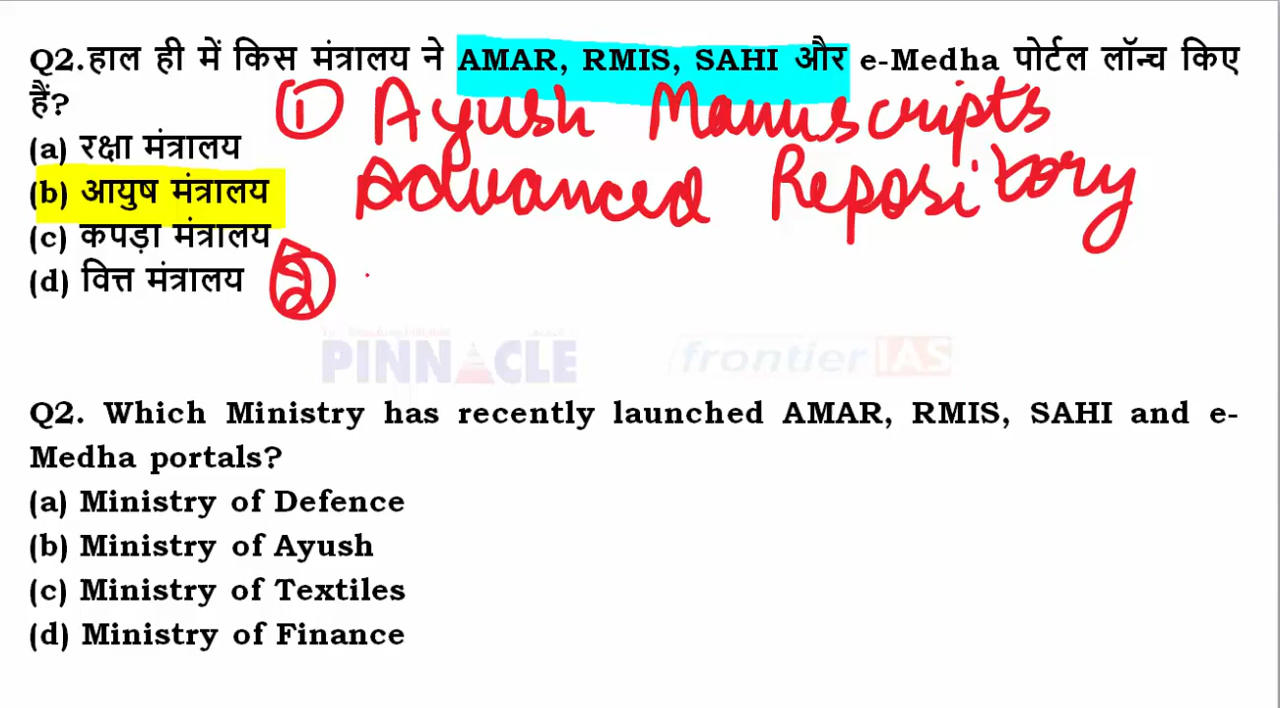 Q2.हाल ही में किस मंत्रालय ने AMAR, RMIS, SAHI और e-Medha पोर्टल लॉन्च किए
हैं?
① Ayush Manuscripts
(a) रक्षा मंत्रालय
Advanced Repository
(b) आयुष मंत्रालय
(c) कपड़ा मंत्रालय
(d) वित्त मंत्रालय
②
PINNACLE frontier IAS
Q2. Which Ministry has recently launched AMAR, RMIS, SAHI and e-
Medha portals?
(a) Ministry of Defence
(b) Ministry of Ayush
(c) Ministry of Textiles
(d) Ministry of Finance